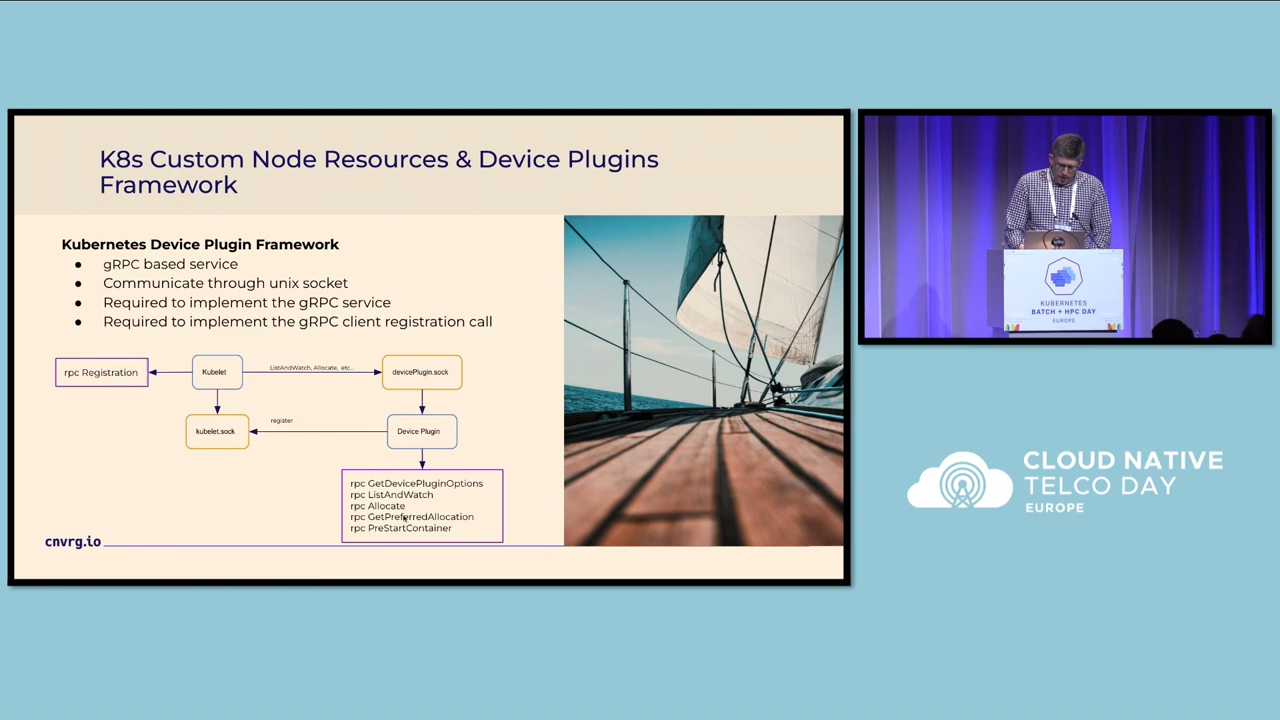 K8s Custom Node Resources & Device Plugins
Framework
Kubernetes Device Plugin Framework
● gRPC based service
● Communicate through unix socket
● Required to implement the gRPC service
● Required to implement the gRPC client registration call
rpc Registration
Kubelet
ListAndWatch, Allocate, etc..
devicePlugin.sock
kubelet.sock
register
Device Plugin
rpc GetDevicePluginOptions
rpc ListAndWatch
rpc Allocate
rpc GetPreferredAllocation
rpc PreStartContainer
cnvrg.io
KUBERNETES
BATCH + HPC DAY
EUROPE
CLOUD NATIVE
TELCO DAY
EUROPE